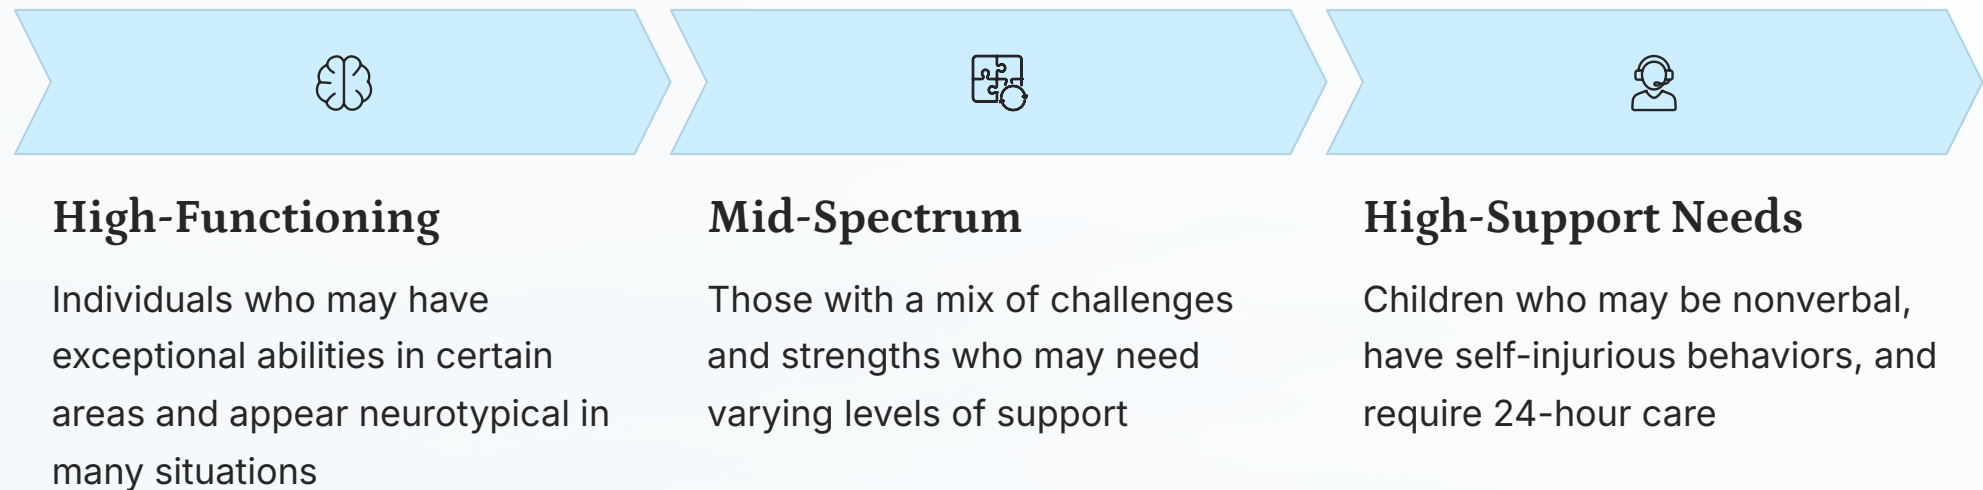 High-Functioning
Individuals who may have
exceptional abilities in certain
areas and appear neurotypical in
many situations
Mid-Spectrum
Those with a mix of challenges
and strengths who may need
varying levels of support
High-Support Needs
Children who may be nonverbal,
have self-injurious behaviors, and
require 24-hour care